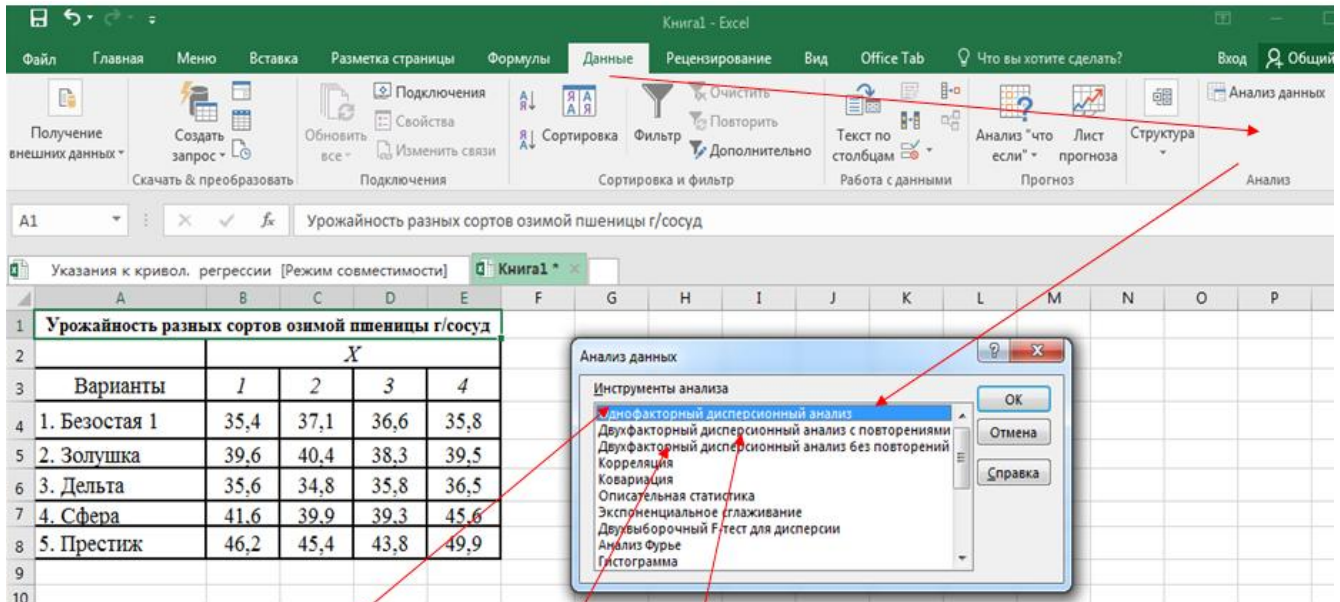 Книга1 - Excel
Файл Главная Меню Вставка Разметка страницы Формулы Данные Рецензирование Вид Office Tab Что вы хотите сделать? Вход Общий
Получение внешних данных
Создать запрос
Скачать & преобразовать
Обновить все
Подключения
Свойства
Изменить связи
Подключения
Сортировка
Фильтр
Очистить
Повторить
Дополнительно
Сортировка и фильтр
Текст по столбцам
Работа с данными
Анализ "что если"
Лист прогноза
Прогноз
Структура
Анализ данных
Анализ
A1 fx Урожайность разных сортов озимой пшеницы г/сосуд
Указания к кривол. регрессии [Режим совместимости] Книга1 *
A B C D E F G H I J K L M N O P
1 Урожайность разных сортов озимой пшеницы г/сосуд
2 X
3 Варианты 1 2 3 4
4 1. Безостая 1 35,4 37,1 36,6 35,8
5 2. Золушка 39,6 40,4 38,3 39,5
6 3. Дельта 35,6 34,8 35,8 36,5
7 4. Сфера 41,6 39,9 39,3 45,6
8 5. Престиж 46,2 45,4 43,8 49,9
9
10
Анализ данных
Инструменты анализа
Однофакторный дисперсионный анализ
Двухфакторный дисперсионный анализ с повторениями
Двухфакторный дисперсионный анализ без повторений
Корреляция
Ковариация
Описательная статистика
Экспоненциальное сглаживание
Двухвыборочный F-тест для дисперсии
Анализ Фурье
Гистограмма
ОК
Отмена
Справка